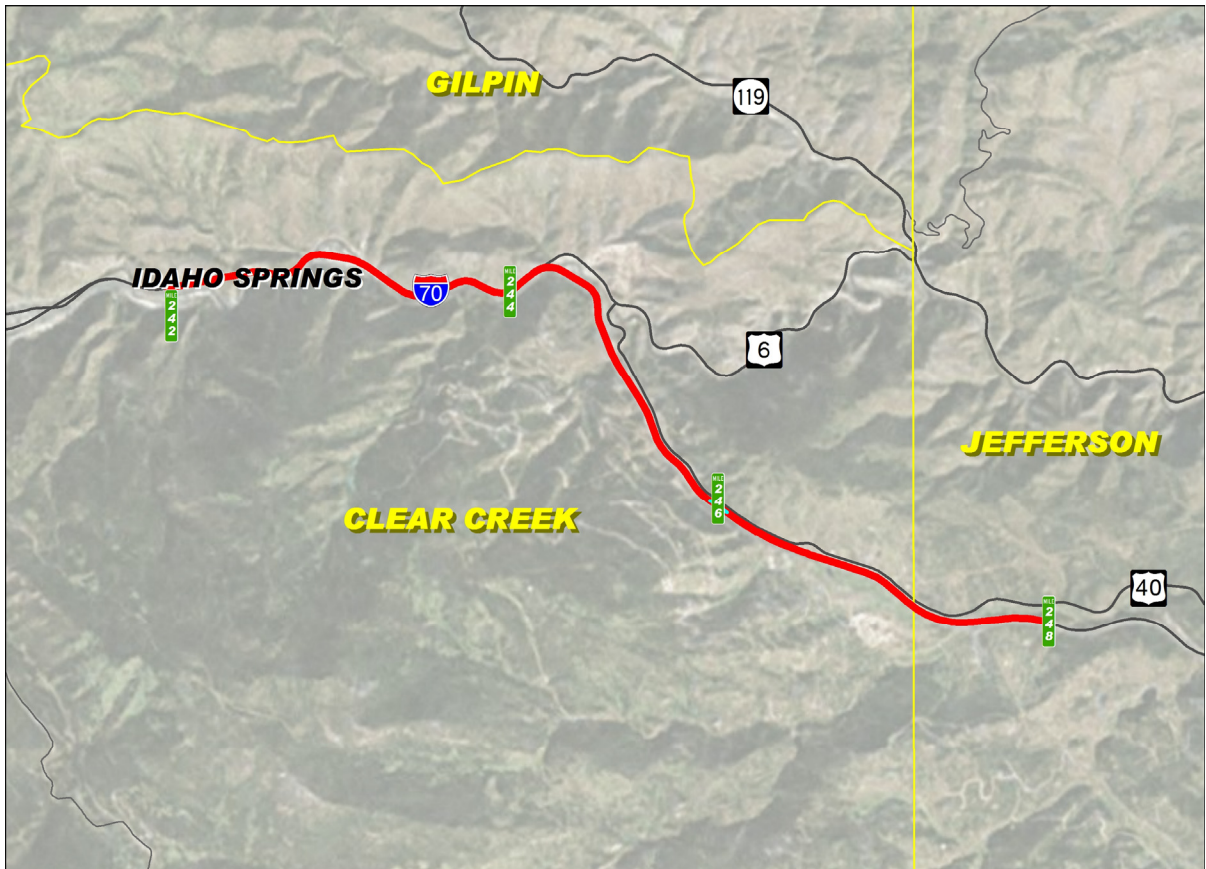 GILPIN
119
IDAHO SPRINGS
MILE
242
70
MILE
244
6
JEFFERSON
CLEAR CREEK
MILE
246
40
MILE
248